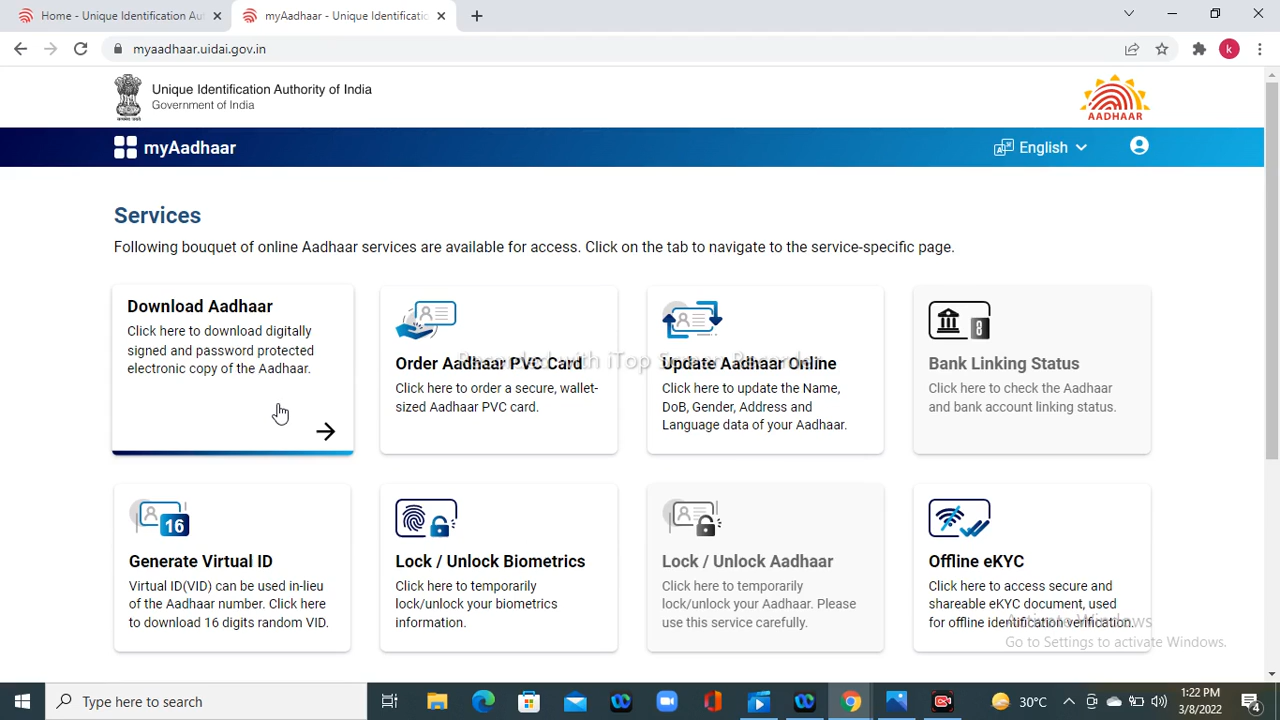 Home - Unique Identification Au
myAadhaar - Unique Identificatio
myaadhaar.uidai.gov.in
k
Unique Identification Authority of India
Government of India
AADHAAR
myAadhaar
English
Services
Following bouquet of online Aadhaar services are available for access. Click on the tab to navigate to the service-specific page.
Download Aadhaar
Click here to download digitally
signed and password protected
electronic copy of the Aadhaar.
Order Aadhaar PVC Card
Click here to order a secure, wallet-
sized Aadhaar PVC card.
Update Aadhaar Online
Click here to update the Name,
DoB, Gender, Address and
Language data of your Aadhaar.
8
Bank Linking Status
Click here to check the Aadhaar
and bank account linking status.
Recorded with iTop Screen Recorder
16
Generate Virtual ID
Virtual ID(VID) can be used in-lieu
of the Aadhaar number. Click here
to download 16 digits random VID.
Lock / Unlock Biometrics
Click here to temporarily
lock/unlock your biometrics
information.
Lock / Unlock Aadhaar
Click here to temporarily
lock/unlock your Aadhaar. Please
use this service carefully.
Offline eKYC
Click here to access secure and
shareable eKYC document, used
for offline identification verification.
Activate Windows
Go to Settings to activate Windows.
Type here to search
30°C
1:22 PM
3/8/2022
4